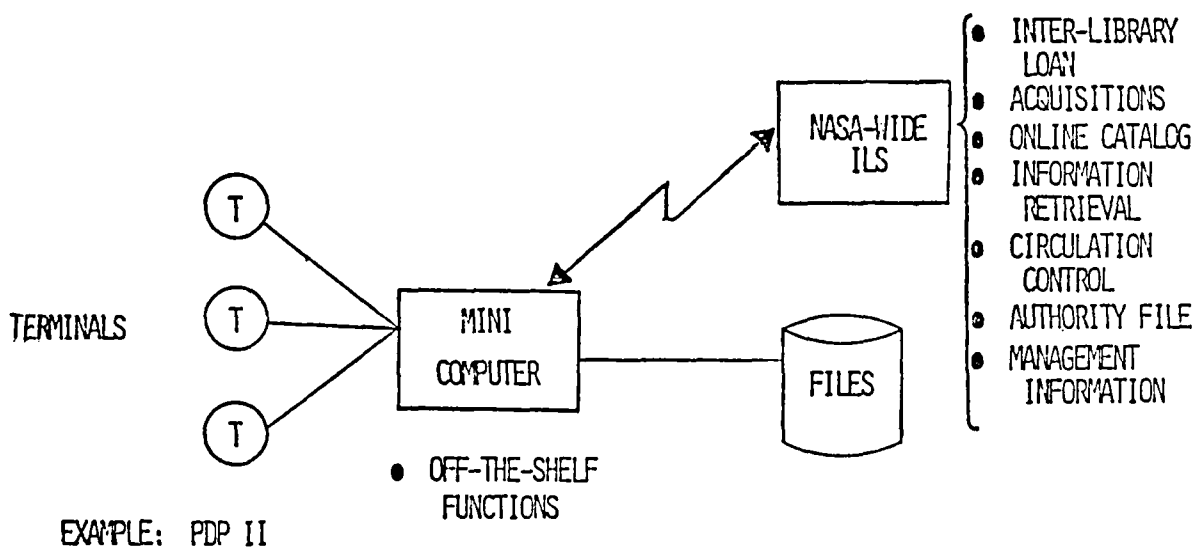 INTER-LIBRARY
LOAN
ACQUISITIONS
ONLINE CATALOG
INFORMATION
RETRIEVAL
CIRCULATION
CONTROL
AUTHORITY FILE
MANAGEMENT
INFORMATION
NASA-WIDE
ILS
T
T
T
TERMINALS
MINI
COMPUTER
FILES
OFF-THE-SHELF
FUNCTIONS
EXAMPLE: PDP II